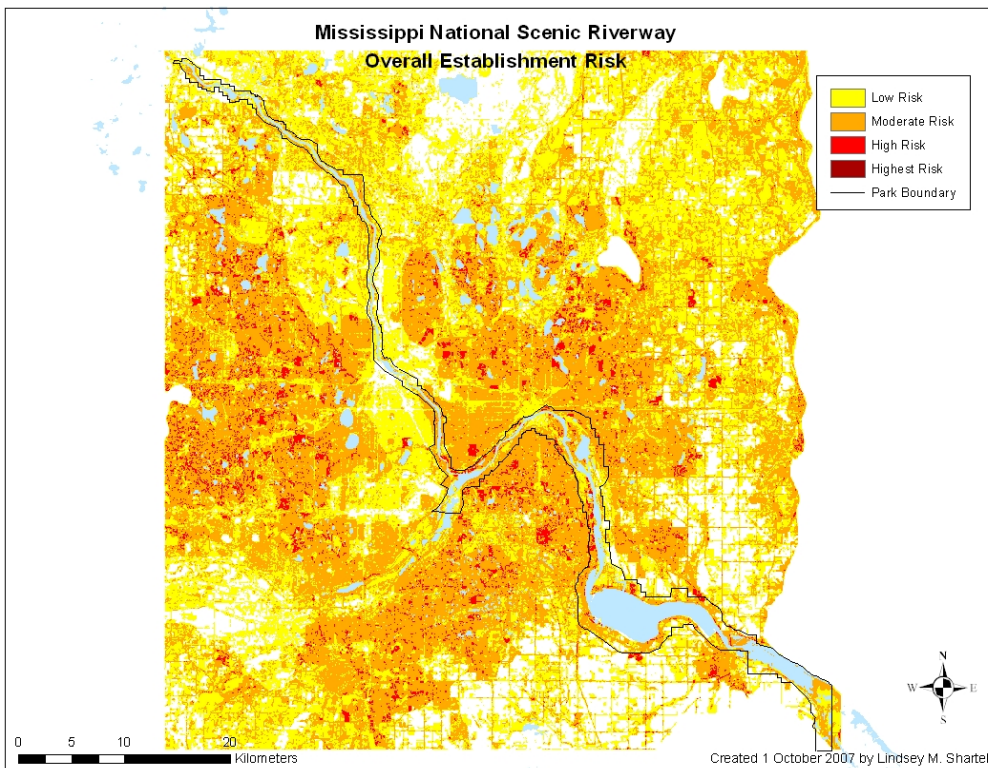 Mississippi National Scenic Riverway
Overall Establishment Risk
Low Risk
Moderate Risk
High Risk
Highest Risk
Park Boundary
N
W E
S
0 5 10 20
Kilometers
Created 1 October 2007 by Lindsey M. Shartell